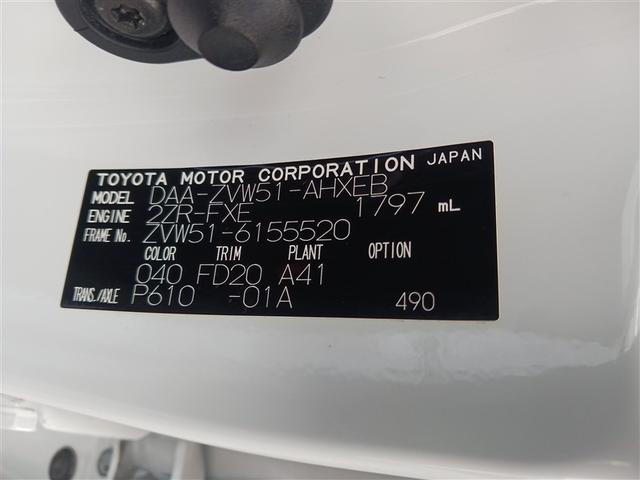 TOYOTA MOTOR CORPORATION JAPAN
MODEL DAA-ZVW51-AHXEB
ENGINE 2ZR-FXE 1797 mL
FRAME No. ZVW51-6155520
COLOR TRIM PLANT OPTION
040 FD20 A41
TRANS./AXLE P610 -01A 490